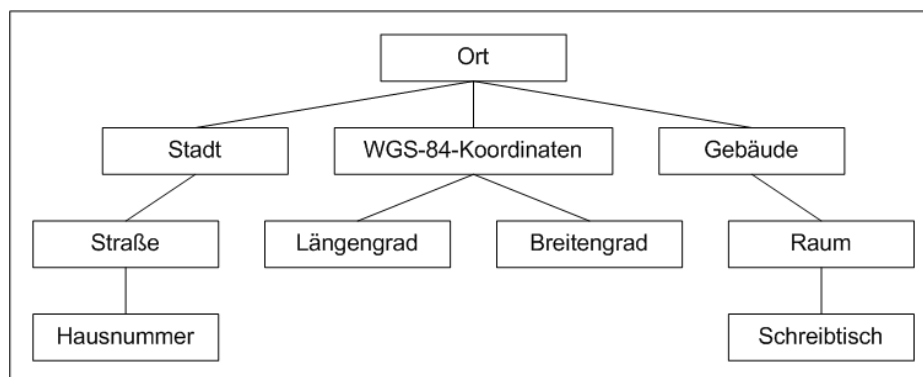 Ort
Stadt
WGS-84-Koordinaten
Gebäude
Straße
Längengrad
Breitengrad
Raum
Hausnummer
Schreibtisch